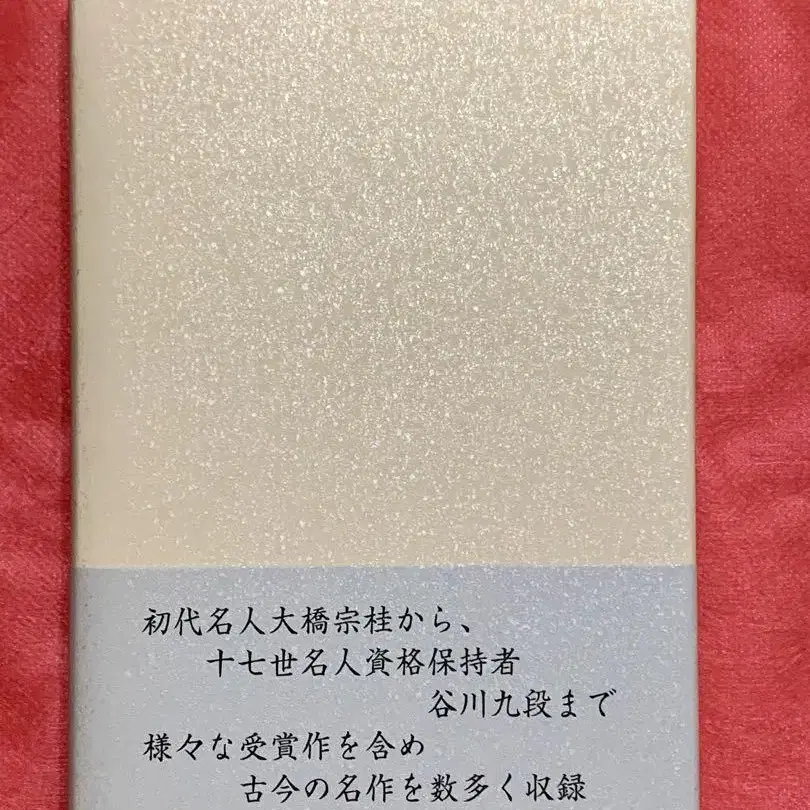 初代名人大橋宗桂から、
十七世名人資格保持者
谷川九段まで
様々な受賞作を含め
古今の名作を数多く収録